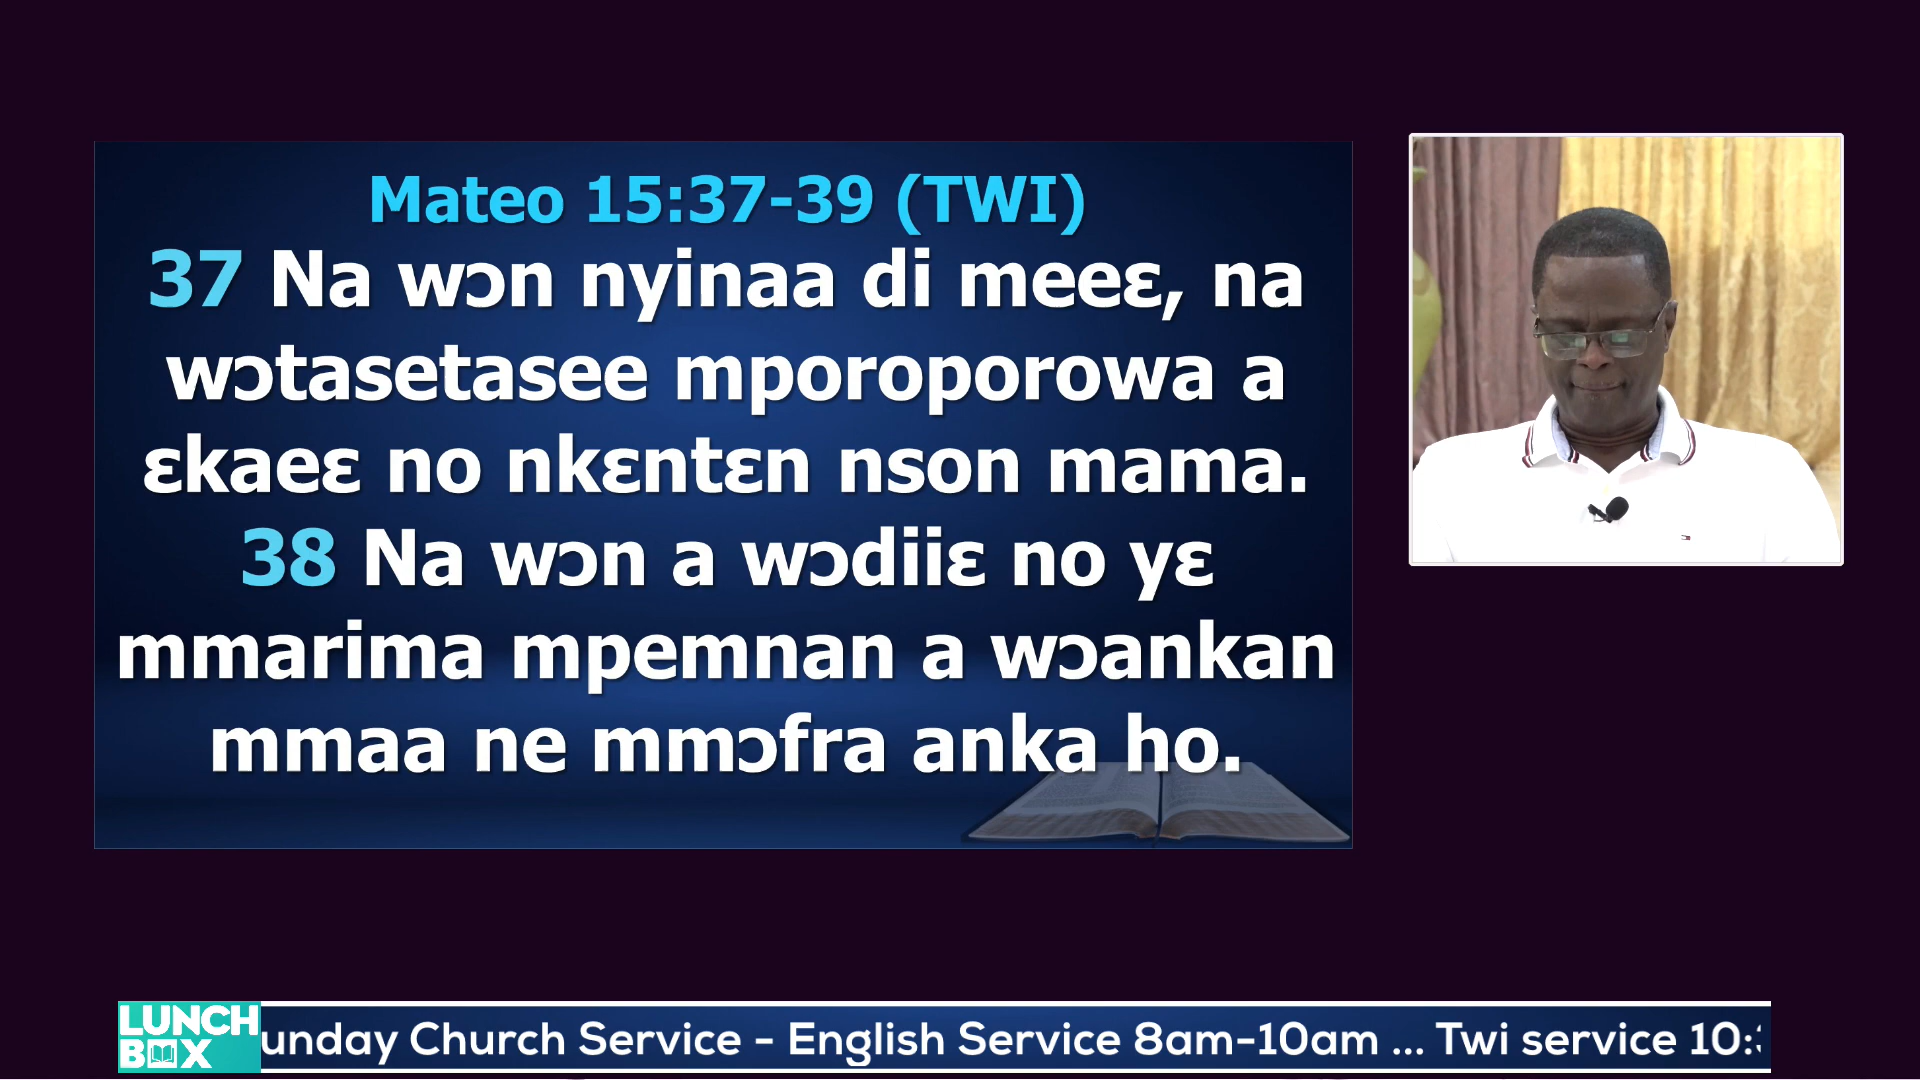 Mateo 15:37-39 (TWI)
37 Na wɔn nyinaa di meeɛ, na
wɔtasetasee mporoporowa a
ɛkaeɛ no nkɛntɛn nson mama.
38 Na wɔn a wɔdiiɛ no yɛ
mmarima mpemnan a wɔankan
mmaa ne mmɔfra anka ho.
LUNCH
BOX
unday Church Service - English Service 8am-10am ... Twi service 10: